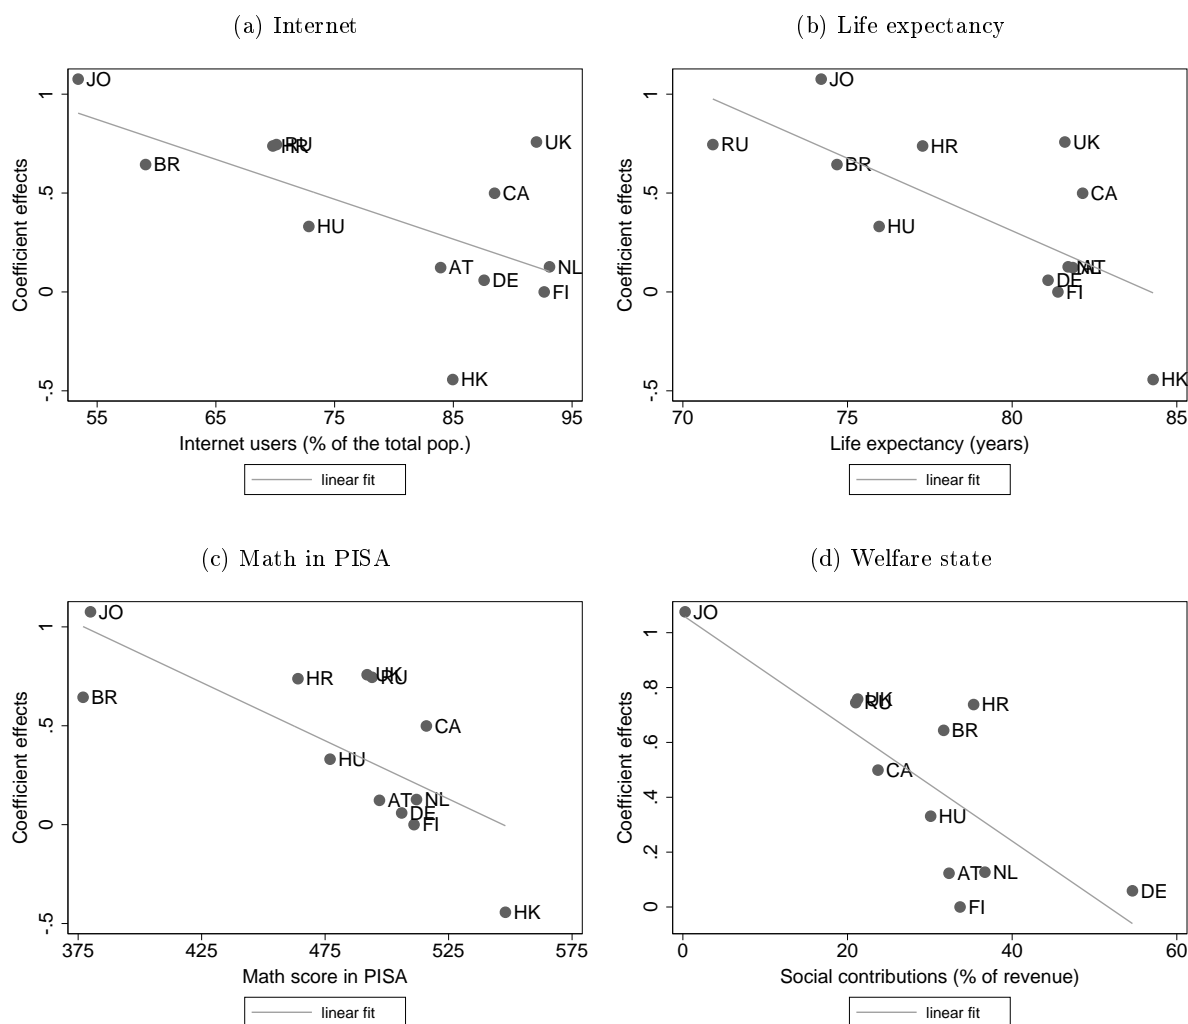 (a) Internet
JO
BR
RU
HR
HU
UK
CA
AT
DE
NL
FI
HK
1
.5
0
-.5
Coefficient effects
55 65 75 85 95
Internet users (% of the total pop.)
linear fit
(b) Life expectancy
JO
RU
BR
HR
HU
UK
CA
NL
AT
DE
FI
HK
1
.5
0
-.5
Coefficient effects
70 75 80 85
Life expectancy (years)
linear fit
(c) Math in PISA
JO
BR
HR
UK
RU
CA
HU
AT
NL
DE
FI
HK
1
.5
0
-.5
Coefficient effects
375 425 475 525 575
Math score in PISA
linear fit
(d) Welfare state
JO
UK
RU
HR
BR
CA
HU
AT
NL
FI
DE
1
.8
.6
.4
.2
0
Coefficient effects
0 20 40 60
Social contributions (% of revenue)
linear fit